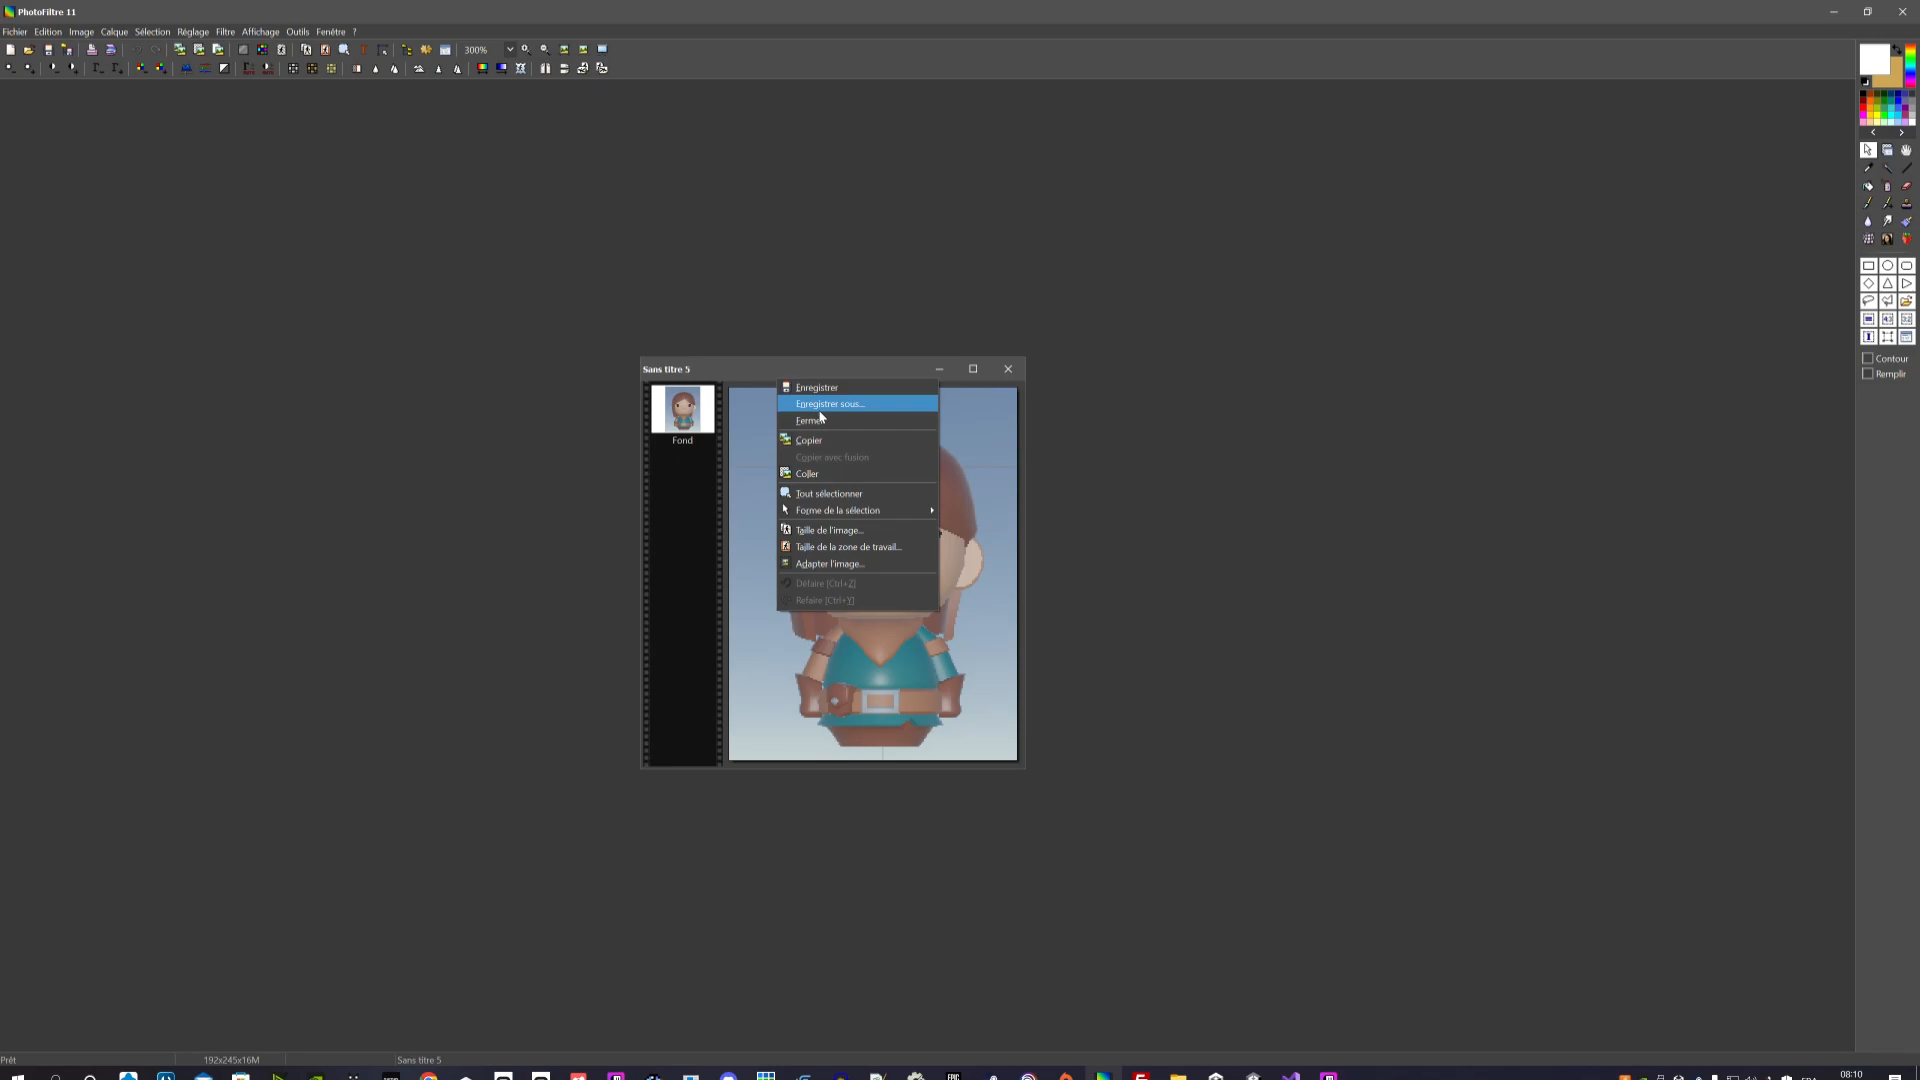 PhotoFiltre 11
Fichier Edition Image Calque Sélection Réglage Filtre Affichage Outils Fenêtre ?
300%
Sans titre 5
Fond
Enregistrer
Enregistrer sous...
Fermer
Copier
Copier avec fusion
Coller
Tout sélectionner
Forme de la sélection
Taille de l'image...
Taille de la zone de travail...
Adapter l'image...
Défaire [Ctrl+Z]
Refaire [Ctrl+Y]
Contour
Remplir
Prêt 192x245x16M Sans titre 5
08:10